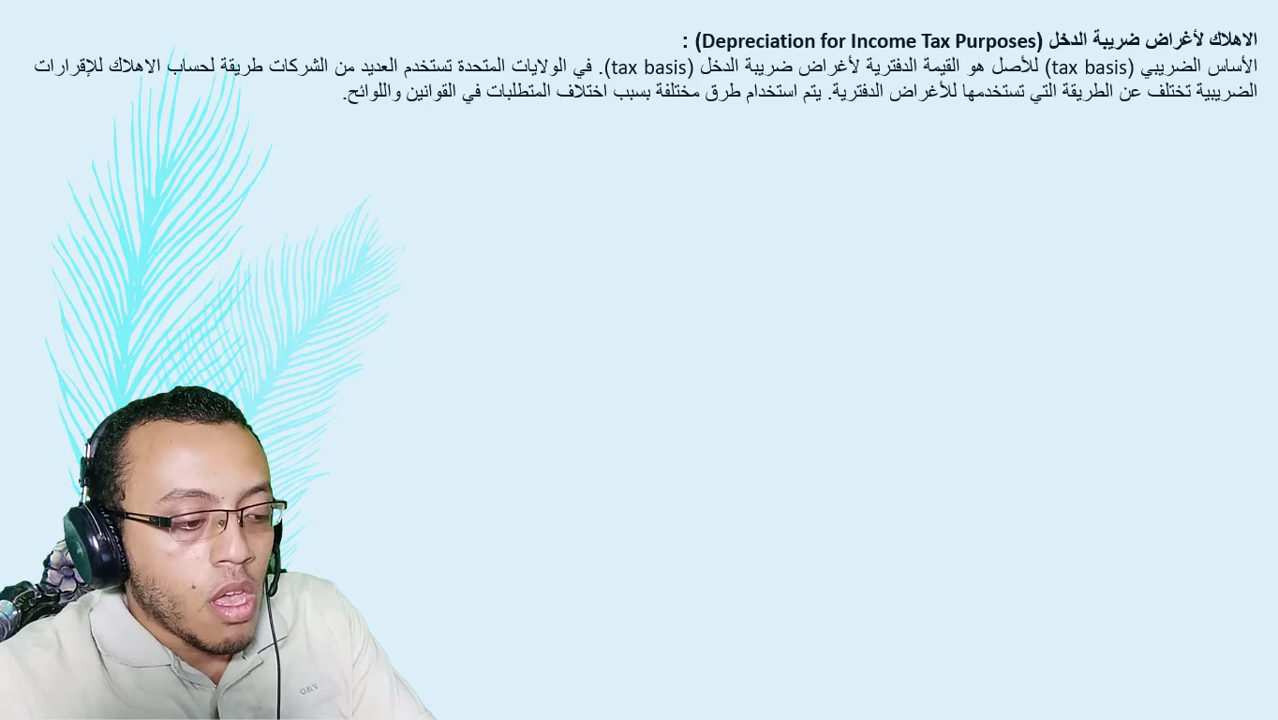 الاهلاك لأغراض ضريبة الدخل (Depreciation for Income Tax Purposes) :
الأساس الضريبي (tax basis) للأصل هو القيمة الدفترية لأغراض ضريبة الدخل (tax basis). في الولايات المتحدة تستخدم العديد من الشركات طريقة لحساب الاهلاك للإقرارات
الضريبية تختلف عن الطريقة التي تستخدمها للأغراض الدفترية. يتم استخدام طرق مختلفة بسبب اختلاف المتطلبات في القوانين واللوائح.
G&V